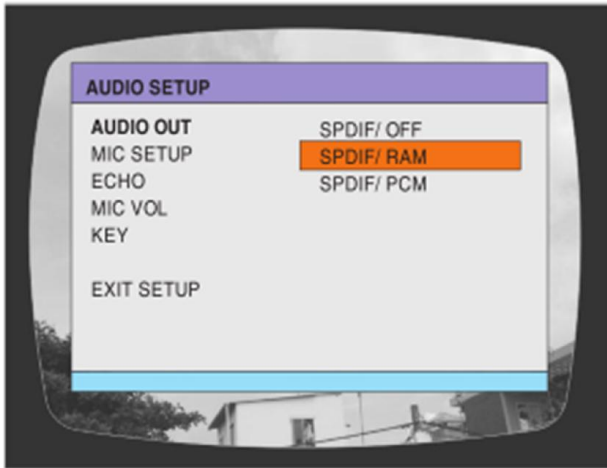 AUDIO SETUP
AUDIO OUT SPDIF/ OFF
MIC SETUP SPDIF/ RAM
ECHO SPDIF/ PCM
MIC VOL
KEY
EXIT SETUP